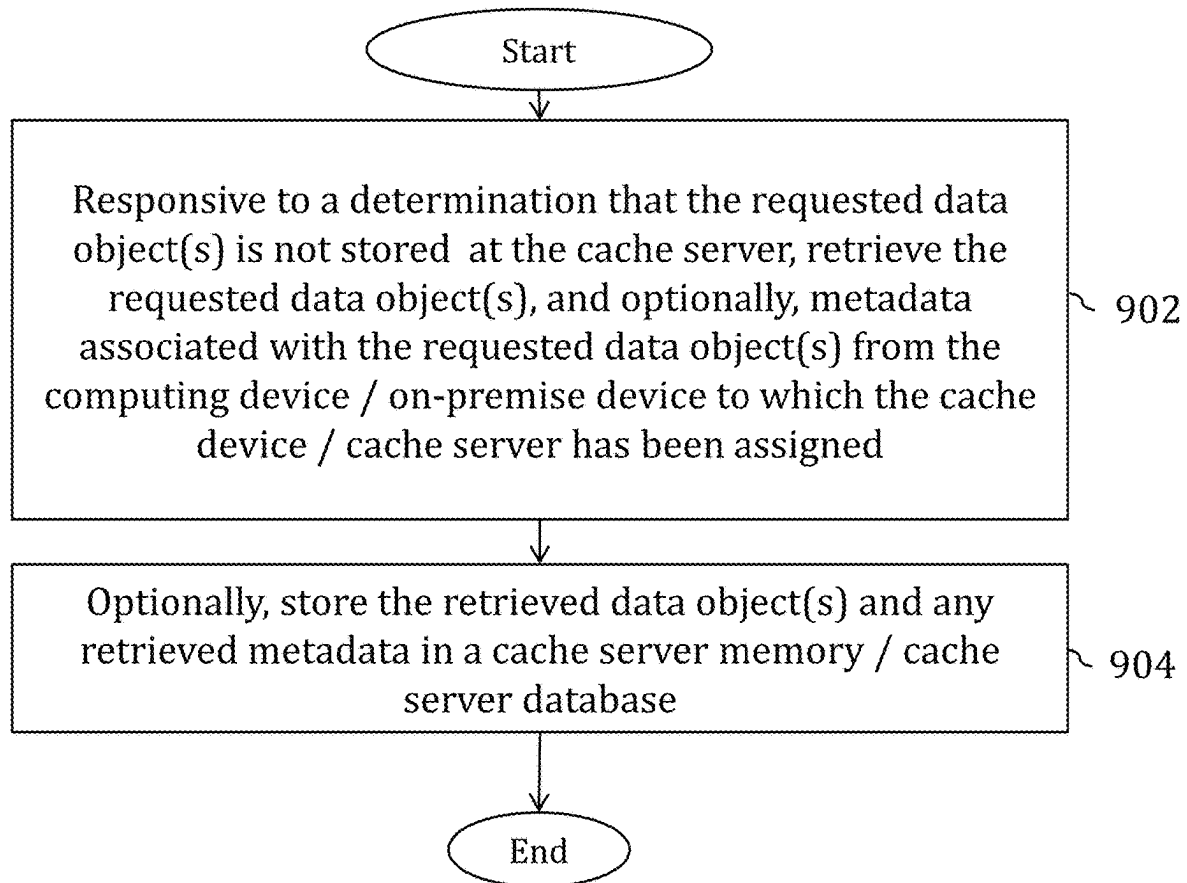 Start
Responsive to a determination that the requested data
object(s) is not stored at the cache server, retrieve the
requested data object(s), and optionally, metadata
associated with the requested data object(s) from the
computing device / on-premise device to which the cache
device / cache server has been assigned
902
Optionally, store the retrieved data object(s) and any
retrieved metadata in a cache server memory / cache
server database
904
End